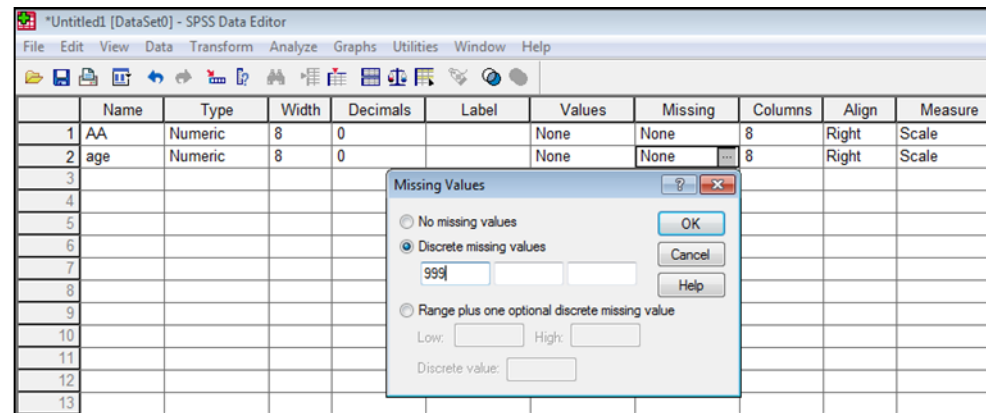 *Untitled1 [DataSet0] - SPSS Data Editor
File Edit View Data Transform Analyze Graphs Utilities Window Help
Name Type Width Decimals Label Values Missing Columns Align Measure
1 AA Numeric 8 0 None None 8 Right Scale
2 age Numeric 8 0 None None ... 8 Right Scale
3
4
5
6
7
8
9
10
11
12
13
Missing Values
No missing values
OK
Discrete missing values
Cancel
999
Help
Range plus one optional discrete missing value
Low: High:
Discrete value: